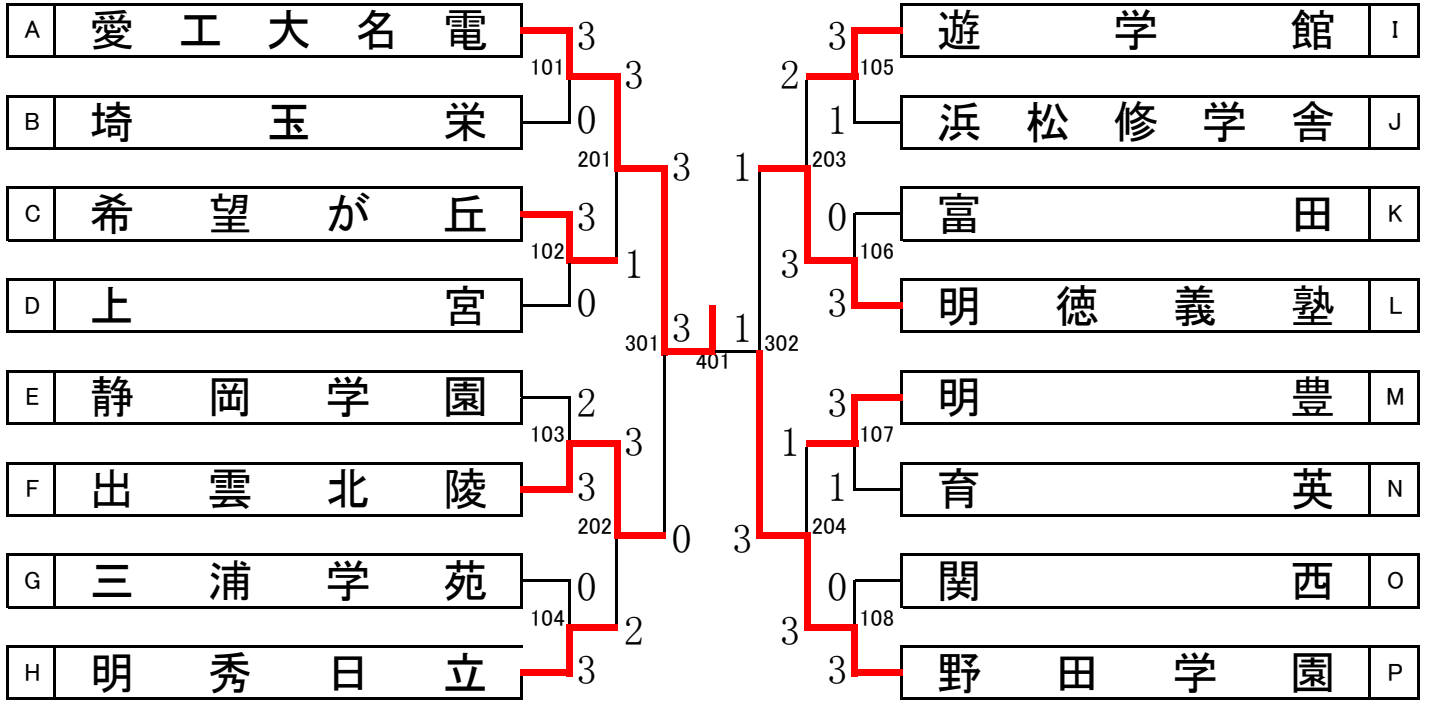 A 愛工大名電 3 3 遊学館 I
101 3 2 105
B 埼玉栄 0 1 浜松修学舎 J
201 3 1 203
C 希望が丘 3 0 富田 K
102 1 3 106
D 上宮 0 3 明徳義塾 L
301 3 401 1 302
E 静岡学園 2 3 明豊 M
103 3 1 107
F 出雲北陵 3 1 育英 N
202 0 3 204
G 三浦学苑 0 0 関西 O
104 2 3 108
H 明秀日立 3 3 野田学園 P